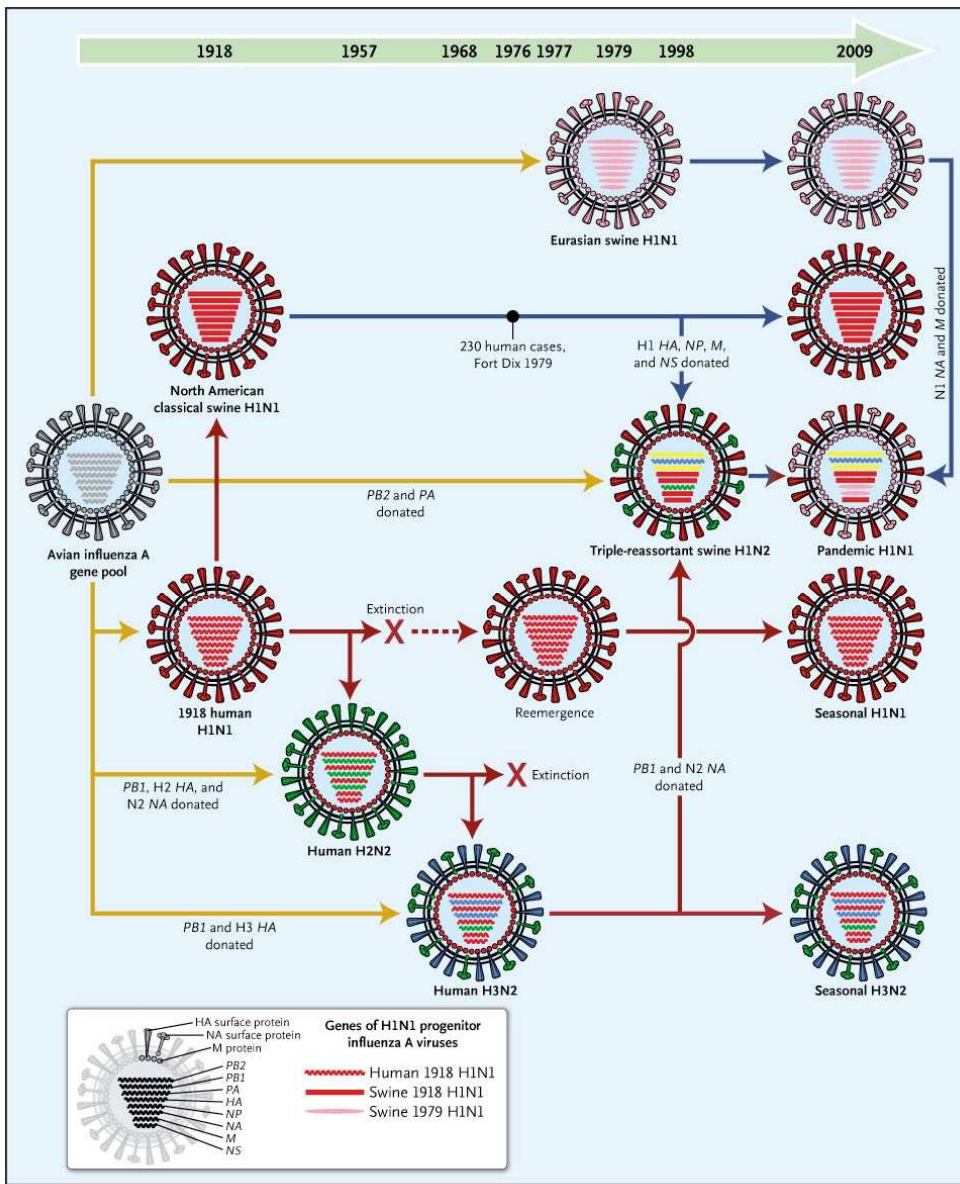 1918 1957 1968 1976 1977 1979 1998 2009
Eurasian swine H1N1
230 human cases,
Fort Dix 1979
H1 HA, NP, M,
and NS donated
N1 NA and M donated
North American
classical swine H1N1
PB2 and PA
donated
Avian influenza A
gene pool
Triple-reassortant swine H1N2
Pandemic H1N1
Extinction
X
1918 human
H1N1
Reemergence
Seasonal H1N1
PB1, H2 HA, and
N2 NA donated
X Extinction
PB1 and N2 NA
donated
Human H2N2
PB1 and H3 HA
donated
Human H3N2
Seasonal H3N2
HA surface protein
NA surface protein
M protein
PB2
PB1
PA
HA
NP
NA
M
NS
Genes of H1N1 progenitor
influenza A viruses
Human 1918 H1N1
Swine 1918 H1N1
Swine 1979 H1N1